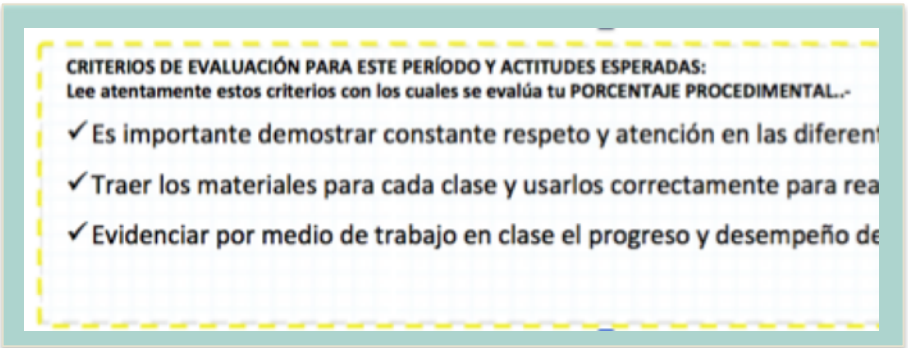 CRITERIOS DE EVALUACIÓN PARA ESTE PERÍODO Y ACTITUDES ESPERADAS:
Lee atentamente estos criterios con los cuales se evalúa tu PORCENTAJE PROCEDIMENTAL..-
✓Es importante demostrar constante respeto y atención en las diferent
✓Traer los materiales para cada clase y usarlos correctamente para rea
✓Evidenciar por medio de trabajo en clase el progreso y desempeño de